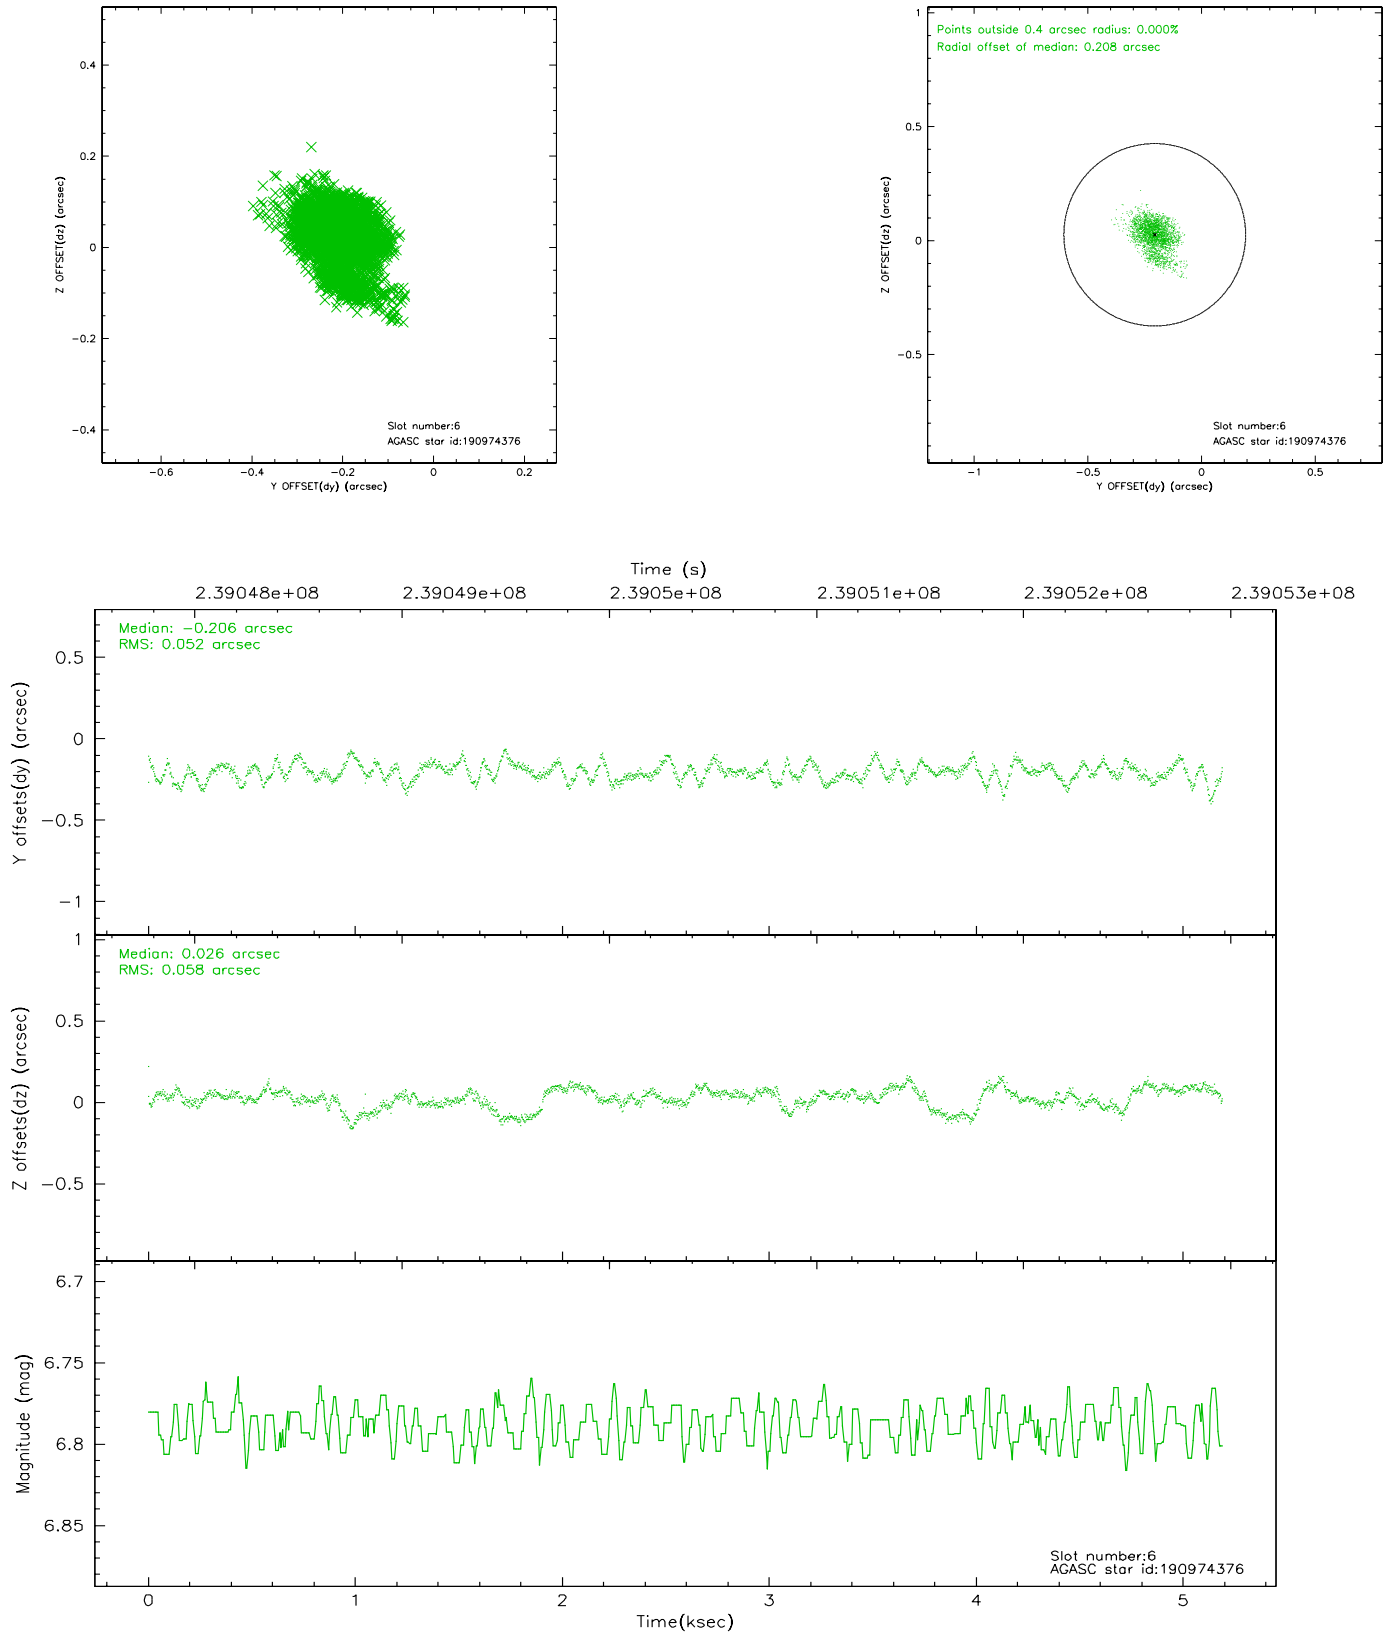 0.4
0.2
0
−0.2
−0.4
Z OFFSET(dz) (arcsec)
Slot number:6
AGASC star id:190974376
−0.6 −0.4 −0.2 0 0.2
Y OFFSET(dy) (arcsec)
Points outside 0.4 arcsec radius: 0.000%
Radial offset of median: 0.208 arcsec
1
0.5
0
−0.5
Z OFFSET(dz) (arcsec)
Slot number:6
AGASC star id:190974376
−1 −0.5 0 0.5
Y OFFSET(dy) (arcsec)
Time (s)
2.39048e+08 2.39049e+08 2.3905e+08 2.39051e+08 2.39052e+08 2.39053e+08
Median: −0.206 arcsec
RMS: 0.052 arcsec
0.5
0
−0.5
−1
Y offsets(dy) (arcsec)
Median: 0.026 arcsec
RMS: 0.058 arcsec
1
0.5
0
−0.5
Z offsets(dz) (arcsec)
6.7
6.75
6.8
6.85
Magnitude (mag)
Slot number:6
AGASC star id:190974376
0 1 2 3 4 5
Time(ksec)